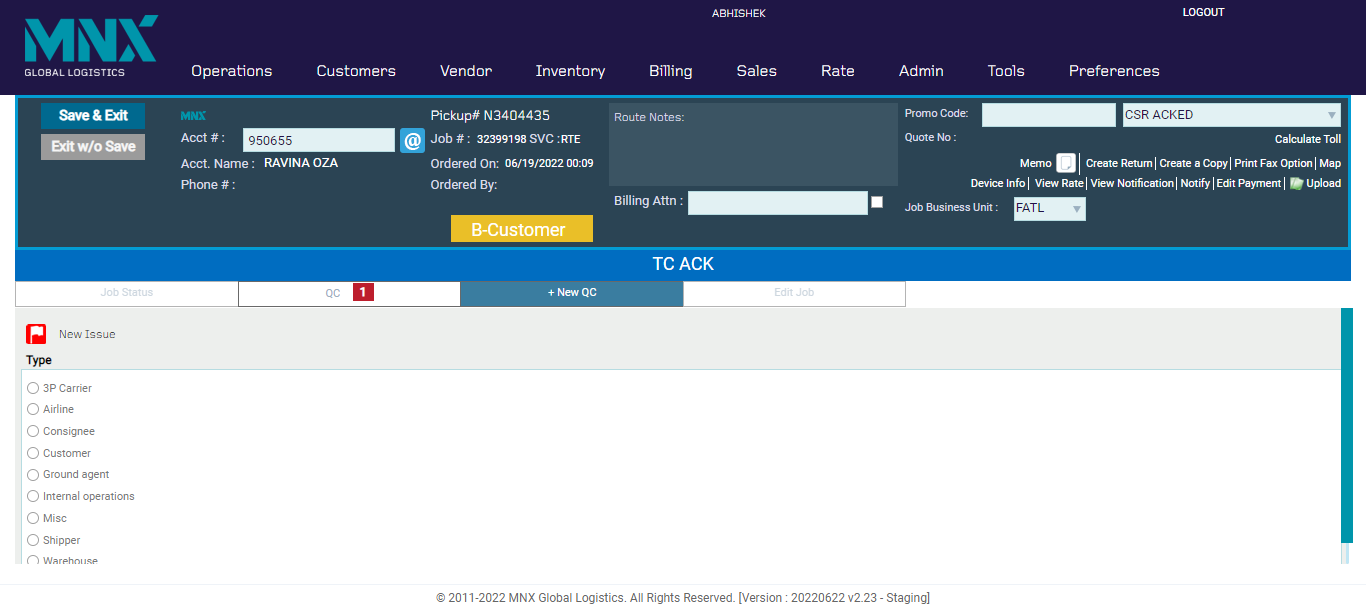 ABHISHEK
LOGOUT
MNX
GLOBAL LOGISTICS
Operations Customers Vendor Inventory Billing Sales Rate Admin Tools Preferences
Save & Exit
Exit w/o Save
MNX
Acct # : 950655 @
Acct. Name : RAVINA OZA
Phone # :
Pickup# N3404435
Job # : 32399198 SVC :RTE
Ordered On: 06/19/2022 00:09
Ordered By:
B-Customer
Route Notes:
Billing Attn :
Promo Code: CSR ACKED
Quote No : Calculate Toll
Memo | Create Return| Create a Copy| Print Fax Option| Map
Device Info| View Rate| View Notification| Notify| Edit Payment| Upload
Job Business Unit : FATL
TC ACK
Job Status QC 1 + New QC Edit Job
New Issue
Type
3P Carrier
Airline
Consignee
Customer
Ground agent
Internal operations
Misc
Shipper
Warehouse
© 2011-2022 MNX Global Logistics. All Rights Reserved. [Version : 20220622 v2.23 - Staging]